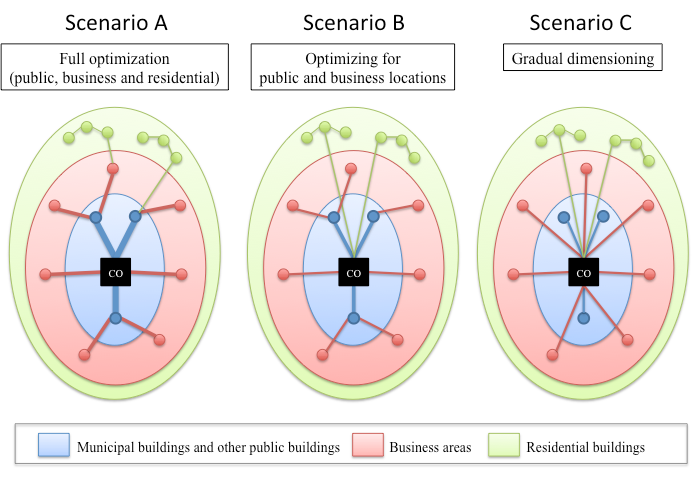 Scenario A
Scenario B
Scenario C
Full optimization
(public, business and residential)
Optimizing for
public and business locations
Gradual dimensioning
CO
CO
CO
Municipal buildings and other public buildings
Business areas
Residential buildings